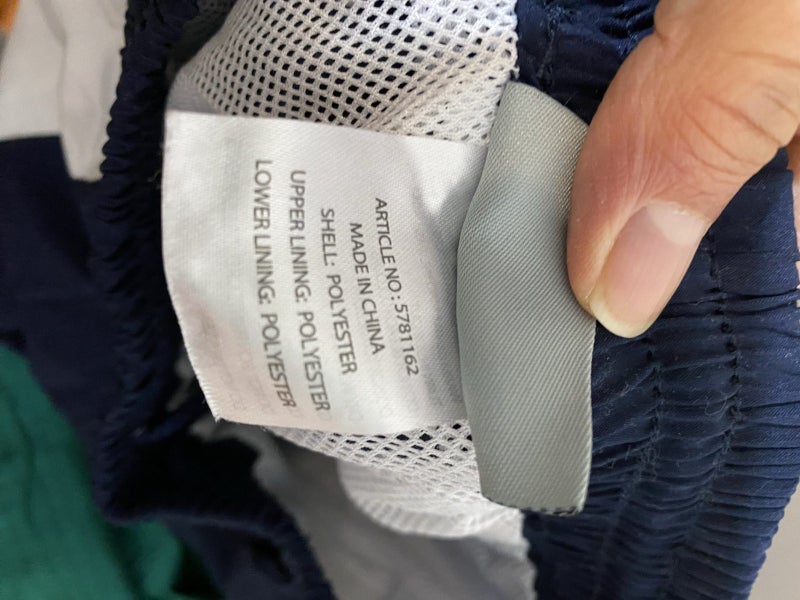 ARTICLE NO : 5781162
MADE IN CHINA
SHELL: POLYESTER
UPPER LINING: POLYESTER
LOWER LINING: POLYESTER